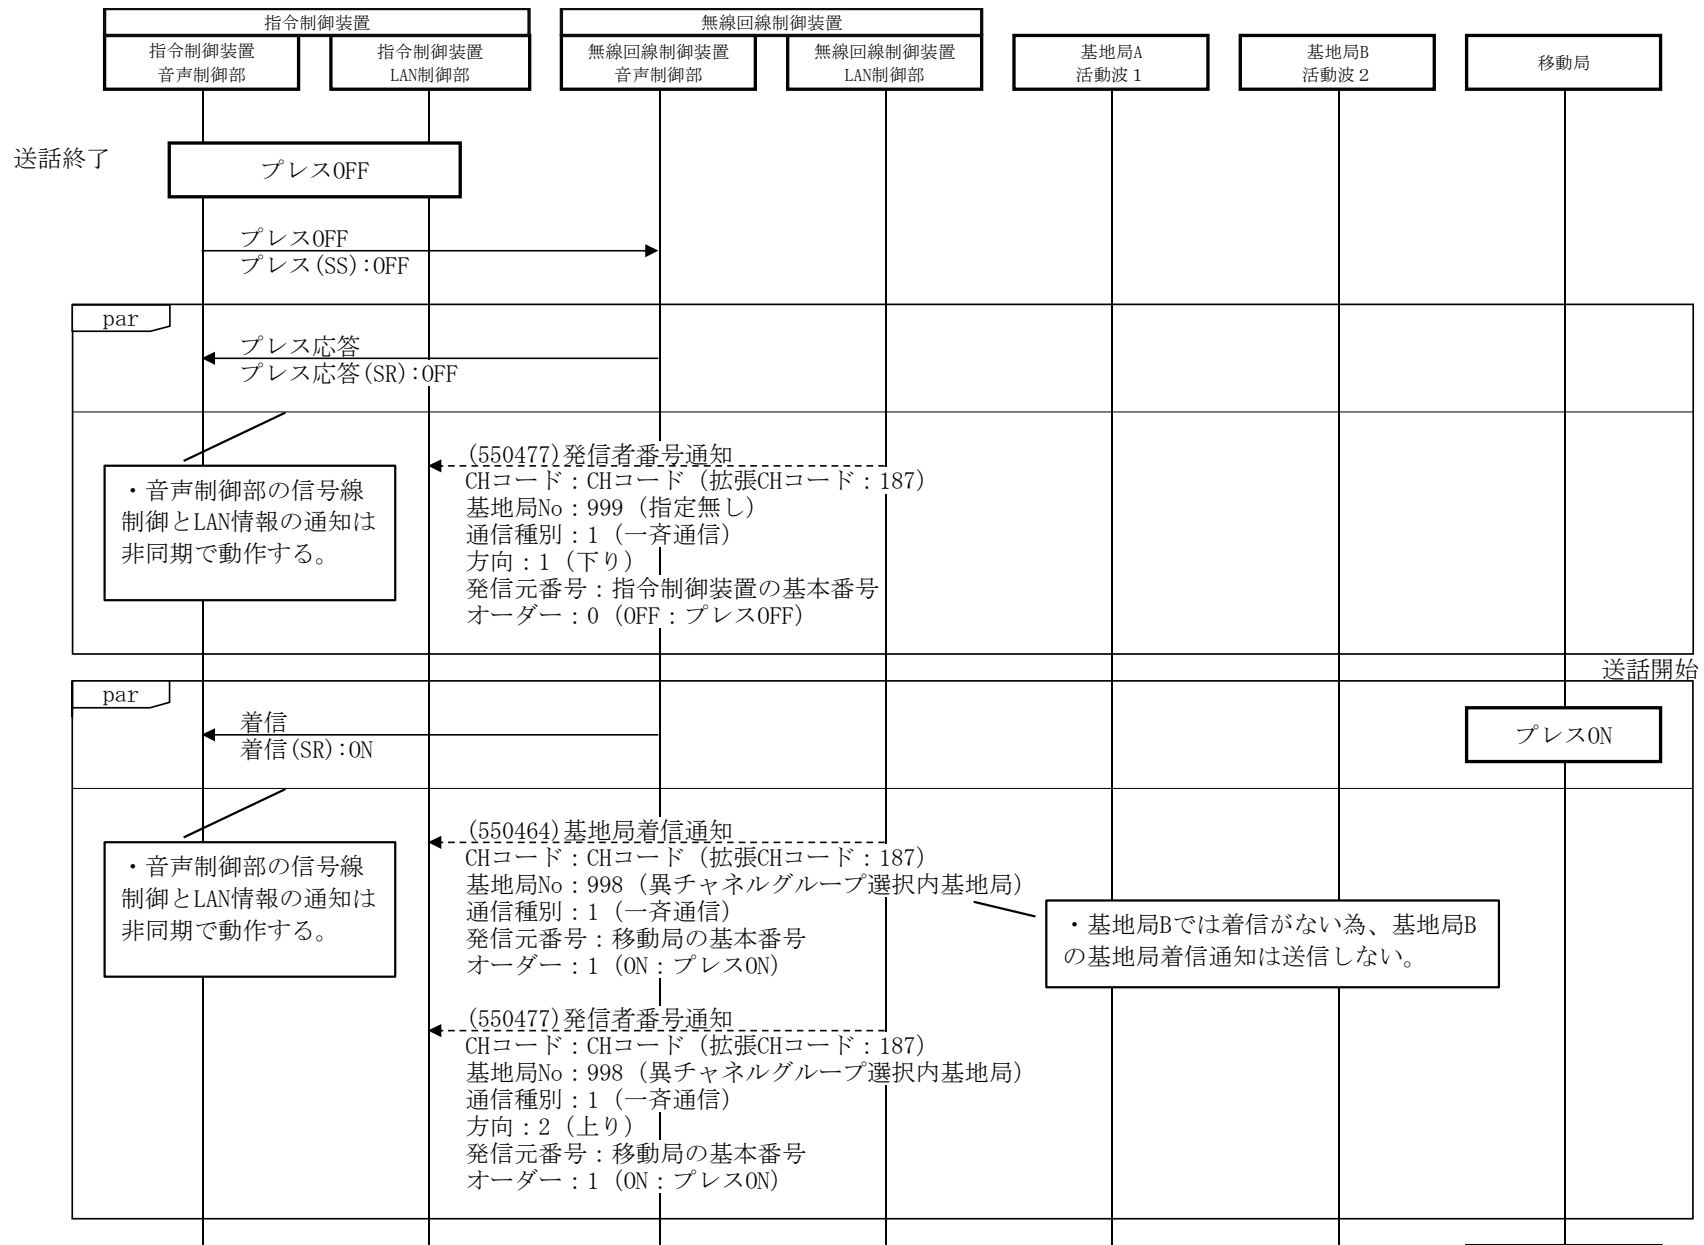 指令制御装置
無線回線制御装置
指令制御装置
音声制御部
指令制御装置
LAN制御部
無線回線制御装置
音声制御部
無線回線制御装置
LAN制御部
基地局A
活動波１
基地局B
活動波２
移動局
送話終了
プレスOFF
プレスOFF
プレス(SS):OFF
par
プレス応答
プレス応答(SR):OFF
・音声制御部の信号線
制御とLAN情報の通知は
非同期で動作する。
(550477)発信者番号通知
CHコード：CHコード（拡張CHコード：187）
基地局No：999（指定無し）
通信種別：1（一斉通信）
方向：1（下り）
発信元番号：指令制御装置の基本番号
オーダー：0（OFF：プレスOFF）
送話開始
par
着信
着信(SR):ON
プレスON
・音声制御部の信号線
制御とLAN情報の通知は
非同期で動作する。
(550464)基地局着信通知
CHコード：CHコード（拡張CHコード：187）
基地局No：998（異チャネルグループ選択内基地局）
通信種別：1（一斉通信）
発信元番号：移動局の基本番号
オーダー：1（ON：プレスON）
・基地局Bでは着信がない為、基地局B
の基地局着信通知は送信しない。
(550477)発信者番号通知
CHコード：CHコード（拡張CHコード：187）
基地局No：998（異チャネルグループ選択内基地局）
通信種別：1（一斉通信）
方向：2（上り）
発信元番号：移動局の基本番号
オーダー：1（ON：プレスON）